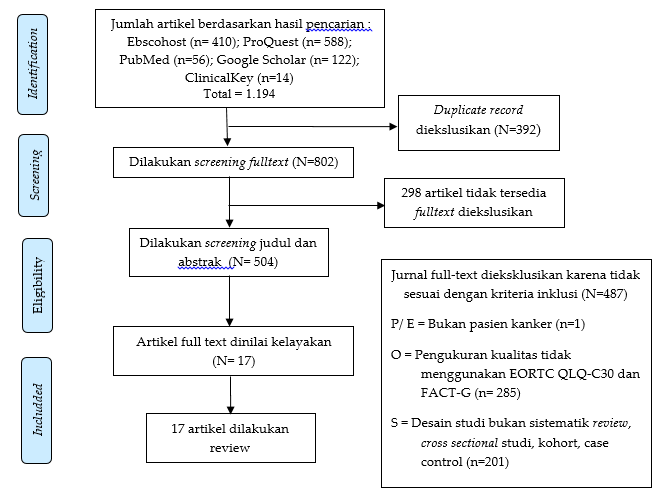 Identification
Jumlah artikel berdasarkan hasil pencarian :
Ebscohost (n= 410); ProQuest (n= 588);
PubMed (n=56); Google Scholar (n= 122);
ClinicalKey (n=14)
Total = 1.194
Duplicate record
diekslusikan (N=392)
Screening
Dilakukan screening fulltext (N=802)
298 artikel tidak tersedia
fulltext diekslusikan
Eligibility
Dilakukan screening judul dan
abstrak (N= 504)
Jurnal full-text dieksklusikan karena tidak
sesuai dengan kriteria inklusi (N=487)
P/ E = Bukan pasien kanker (n=1)
O = Pengukuran kualitas tidak
menggunakan EORTC QLQ-C30 dan
FACT-G (n= 285)
S = Desain studi bukan sistematik review,
cross sectional studi, kohort, case
control (n=201)
Artikel full text dinilai kelayakan
(N= 17)
Includded
17 artikel dilakukan
review